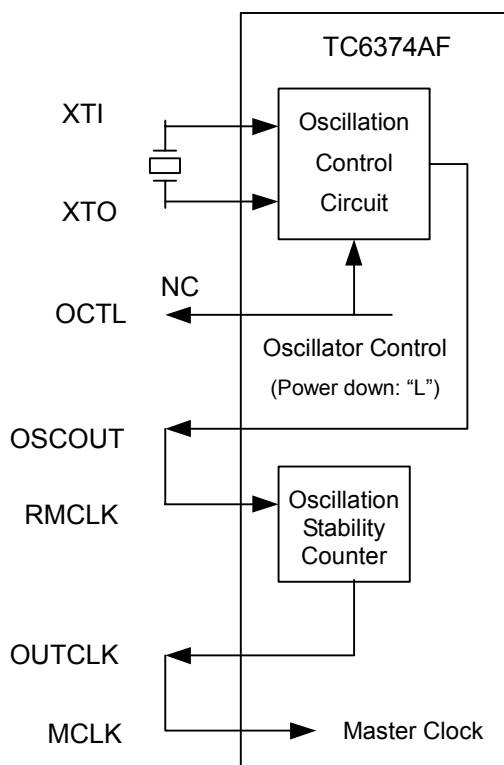 TC6374AF
XTI
Oscillation
Control
Circuit
XTO
NC
OCTL
Oscillator Control
(Power down: “L”)
OSCOUT
RMCLK
Oscillation
Stability
Counter
OUTCLK
MCLK
Master Clock